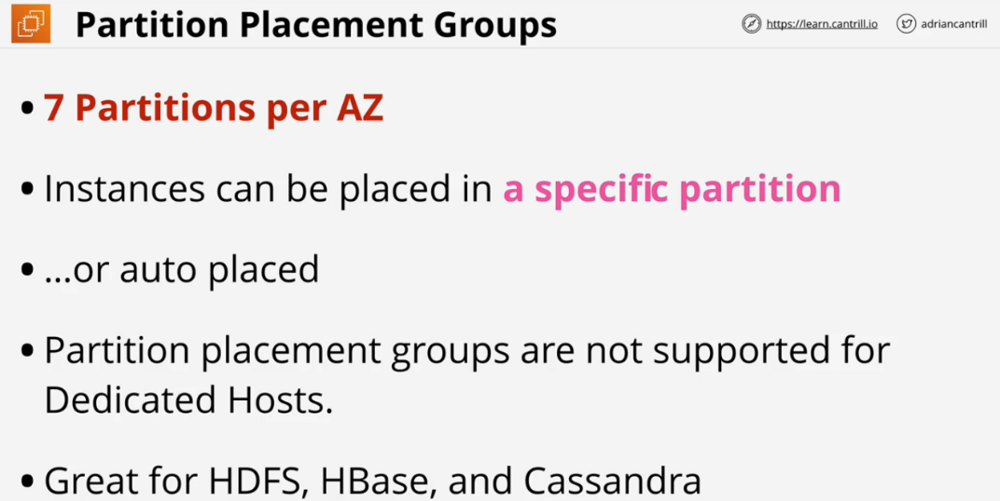 Partition Placement Groups
https://learn.cantrill.io
adriancantrill
• 7 Partitions per AZ
• Instances can be placed in a specific partition
• ...or auto placed
• Partition placement groups are not supported for
Dedicated Hosts.
• Great for HDFS, HBase, and Cassandra